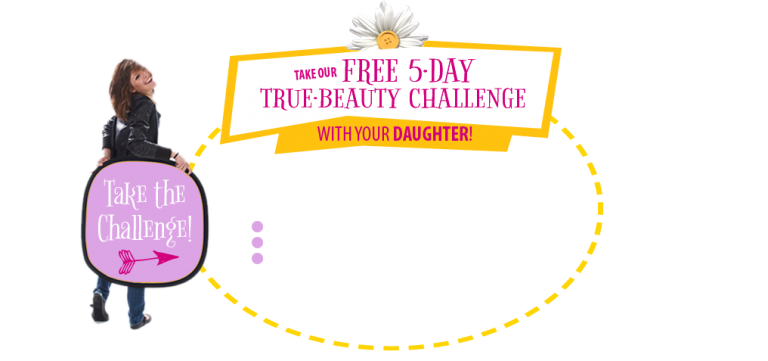 TAKE OUR FREE 5-DAY
TRUE-BEAUTY CHALLENGE
WITH YOUR DAUGHTER!
Take the
Challenge!